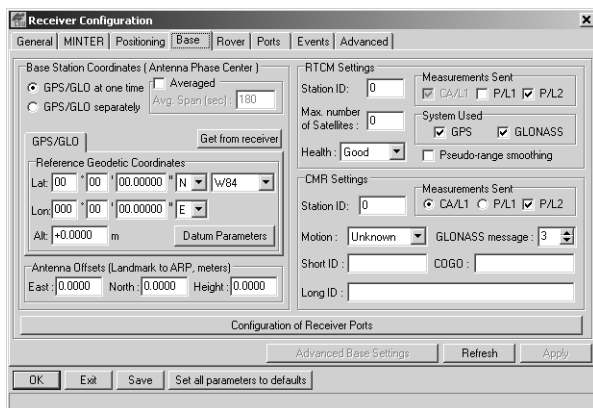 Receiver Configuration
General MINTER Positioning Base Rover Ports Events Advanced
Base Station Coordinates ( Antenna Phase Center )
GPS/GLO at one time
Averaged
GPS/GLO separately
Avg. Span (sec) : 180
GPS/GLO
Get from receiver
Reference Geodetic Coordinates
Lat: 00 ° 00 ' 00.00000 " N W84
Lon: 000 ° 00 ' 00.00000 " E
Alt: +0.0000 m
Datum Parameters
Antenna Offsets (Landmark to ARP, meters)
East : 0.0000 North : 0.0000 Height : 0.0000
RTCM Settings
Station ID: 0
Measurements Sent
CA/L1 P/L1 P/L2
Max. number of Satellites : 0
System Used
GPS GLONASS
Health : Good
Pseudo-range smoothing
CMR Settings
Station ID: 0
Measurements Sent
CA/L1 P/L1 P/L2
Motion : Unknown GLONASS message : 3
Short ID : COGO :
Long ID :
Configuration of Receiver Ports
Advanced Base Settings Refresh Apply
OK Exit Save Set all parameters to defaults